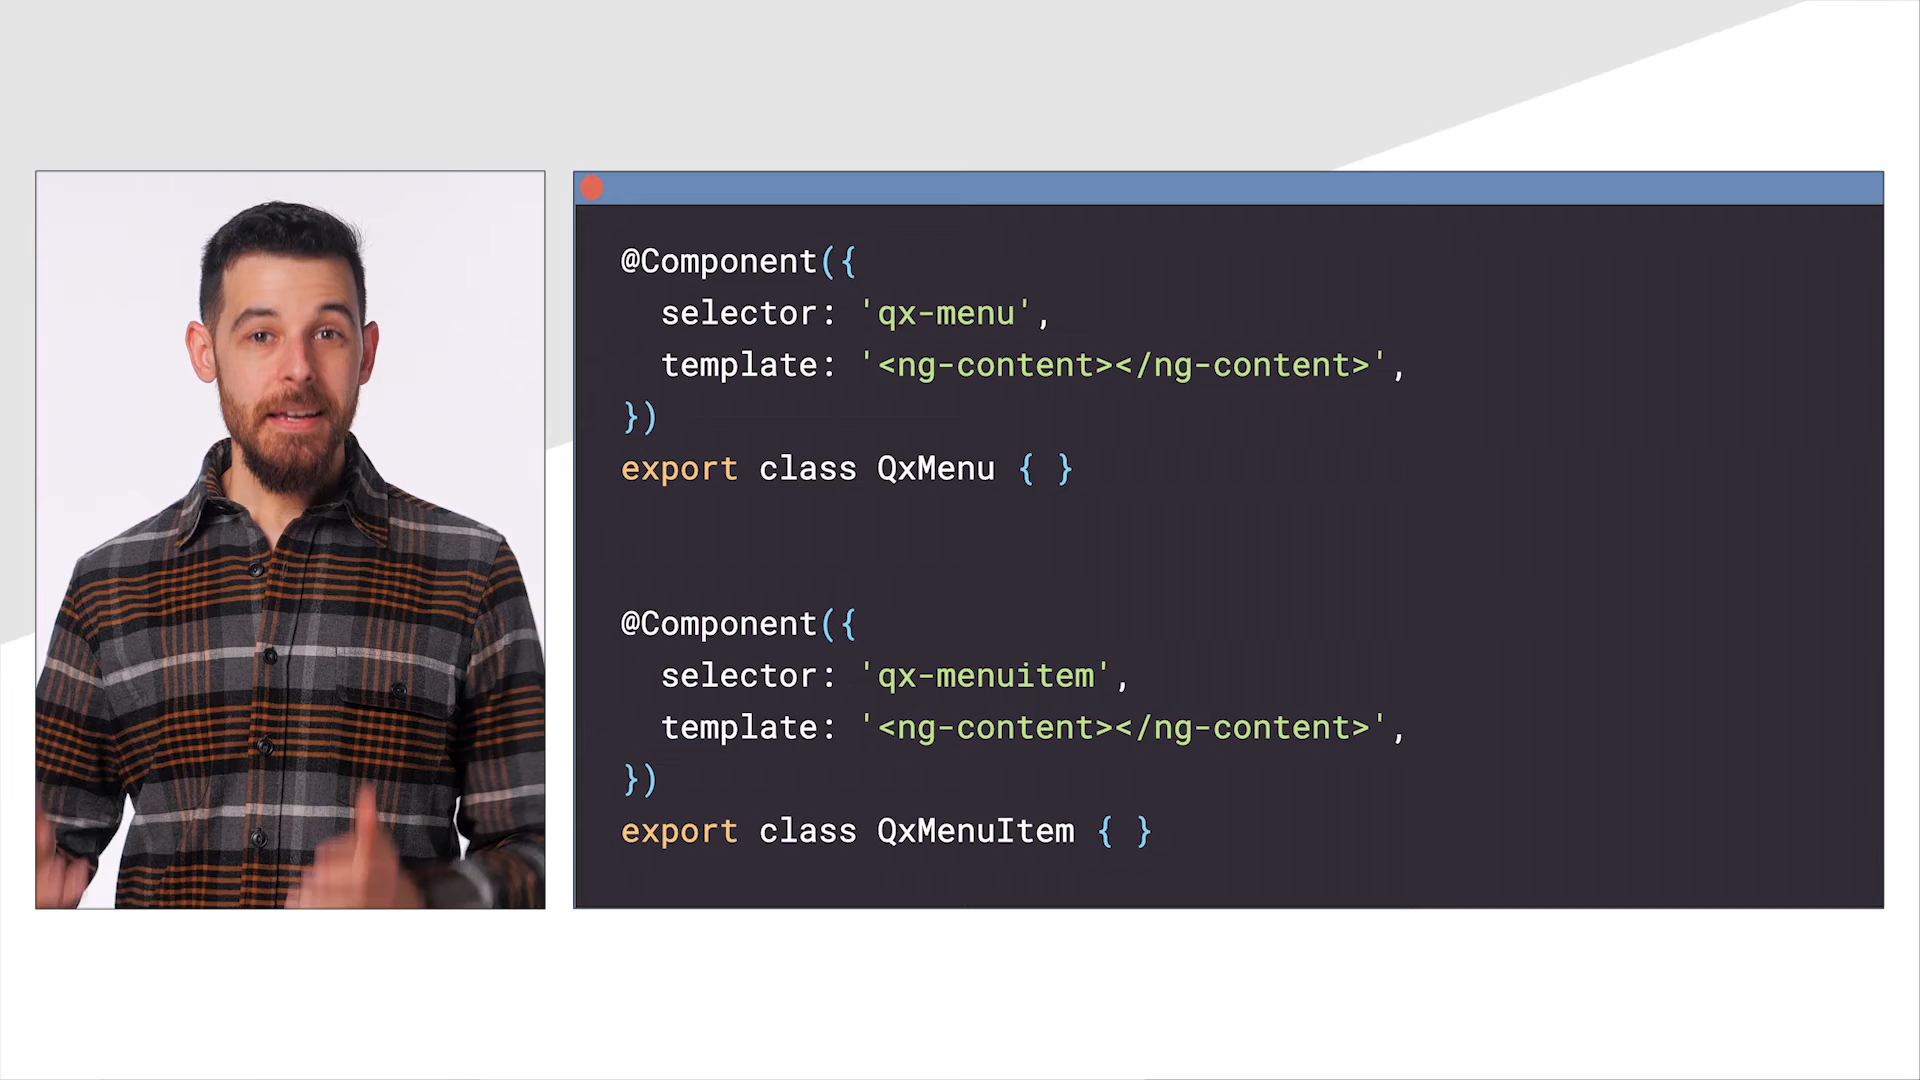 @Component({
  selector: 'qx-menu',
  template: '<ng-content></ng-content>',
})
export class QxMenu { }
@Component({
  selector: 'qx-menuitem',
  template: '<ng-content></ng-content>',
})
export class QxMenuItem { }